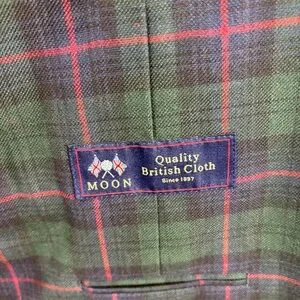 MOON
Quality
British Cloth
Since 1837